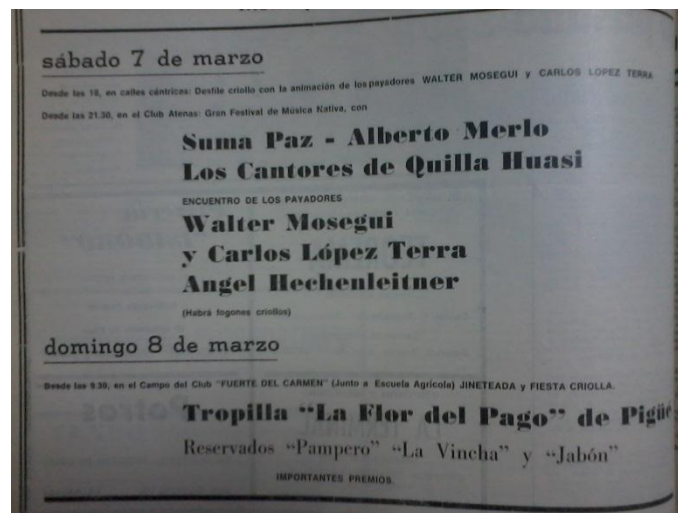 sábado 7 de marzo
Desde las 18, en calles céntricas: Desfile criollo con la animación de los payadores WALTER MOSEGUI y CARLOS LOPEZ TERRA
Desde las 21.30, en el Club Atenas: Gran Festival de Música Nativa, con
Suma Paz - Alberto Merlo
Los Cantores de Quilla Huasi
ENCUENTRO DE LOS PAYADORES
Walter Mosegui
y Carlos López Terra
Angel Hechenleitner
(Habrá fogones criollos)
domingo 8 de marzo
Desde las 9.30, en el Campo del Club "FUERTE DEL CARMEN" (Junto a Escuela Agrícola) JINETEADA y FIESTA CRIOLLA.
Tropilla "La Flor del Pago" de Pigüé
Reservados "Pampero" "La Vincha" y "Jabón"
IMPORTANTES PREMIOS.